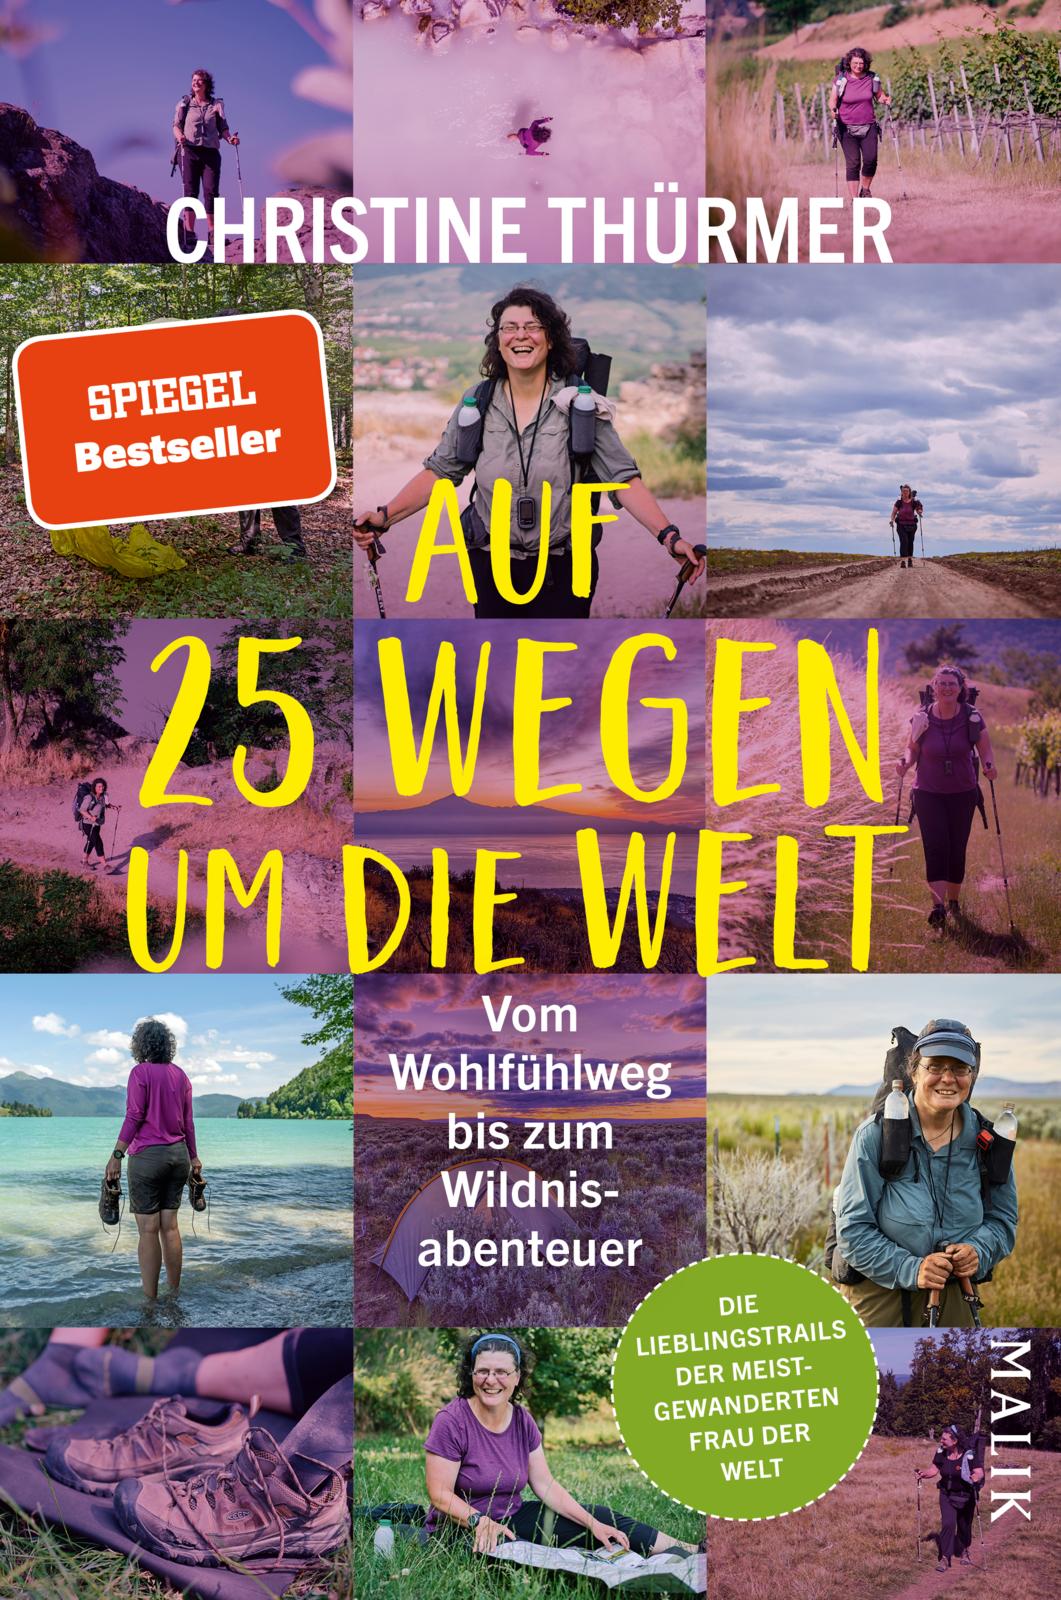 CHRISTINE THÜRMER
SPIEGEL
Bestseller
AUF
25 WEGEN
UM DIE WELT
Vom
Wohlfühlweg
bis zum
Wildnis-
abenteuer
DIE
LIEBLINGSTRAILS
DER MEIST-
GEWANDERTEN
FRAU DER
WELT
MALIK
KEEN